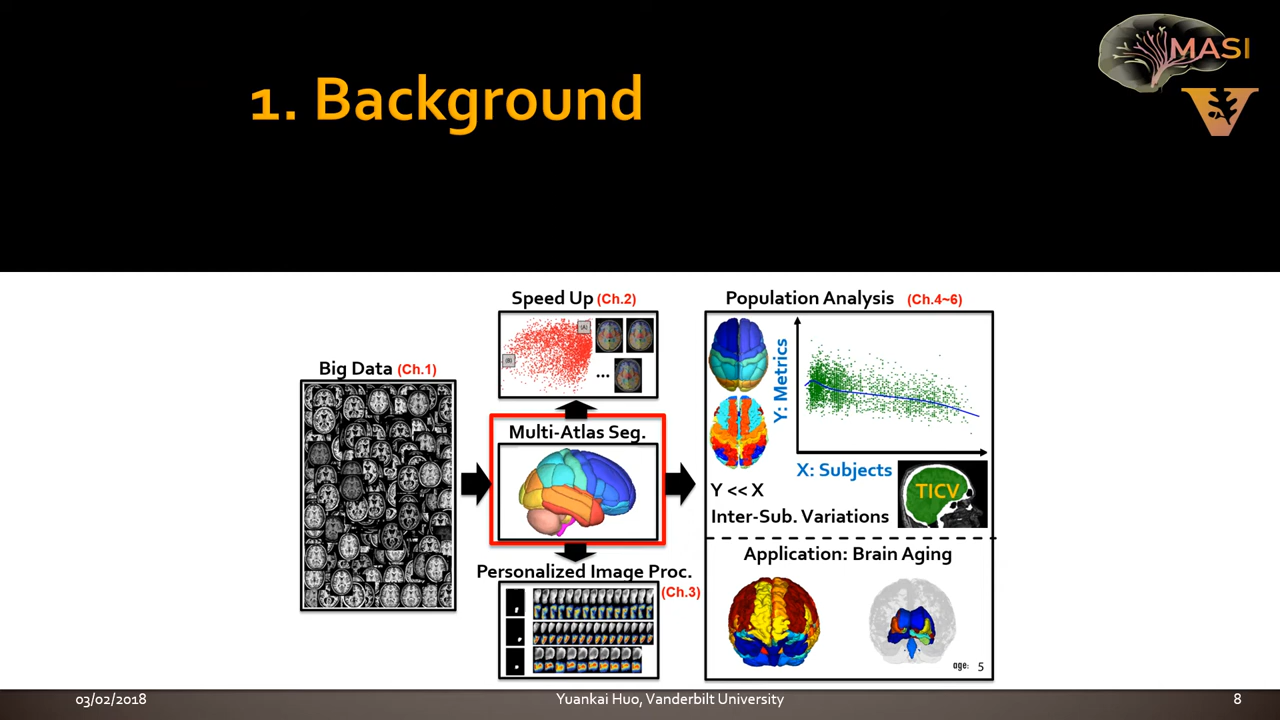 MASI
1. Background
Speed Up (Ch.2)
(A)
(B)
...
Population Analysis (Ch.4~6)
Big Data (Ch.1)
Y: Metrics
Multi-Atlas Seg.
X: Subjects
Y << X
TICV
Inter-Sub. Variations
Application: Brain Aging
Personalized Image Proc.
(Ch.3)
age: 5
03/02/2018
Yuankai Huo, Vanderbilt University
8